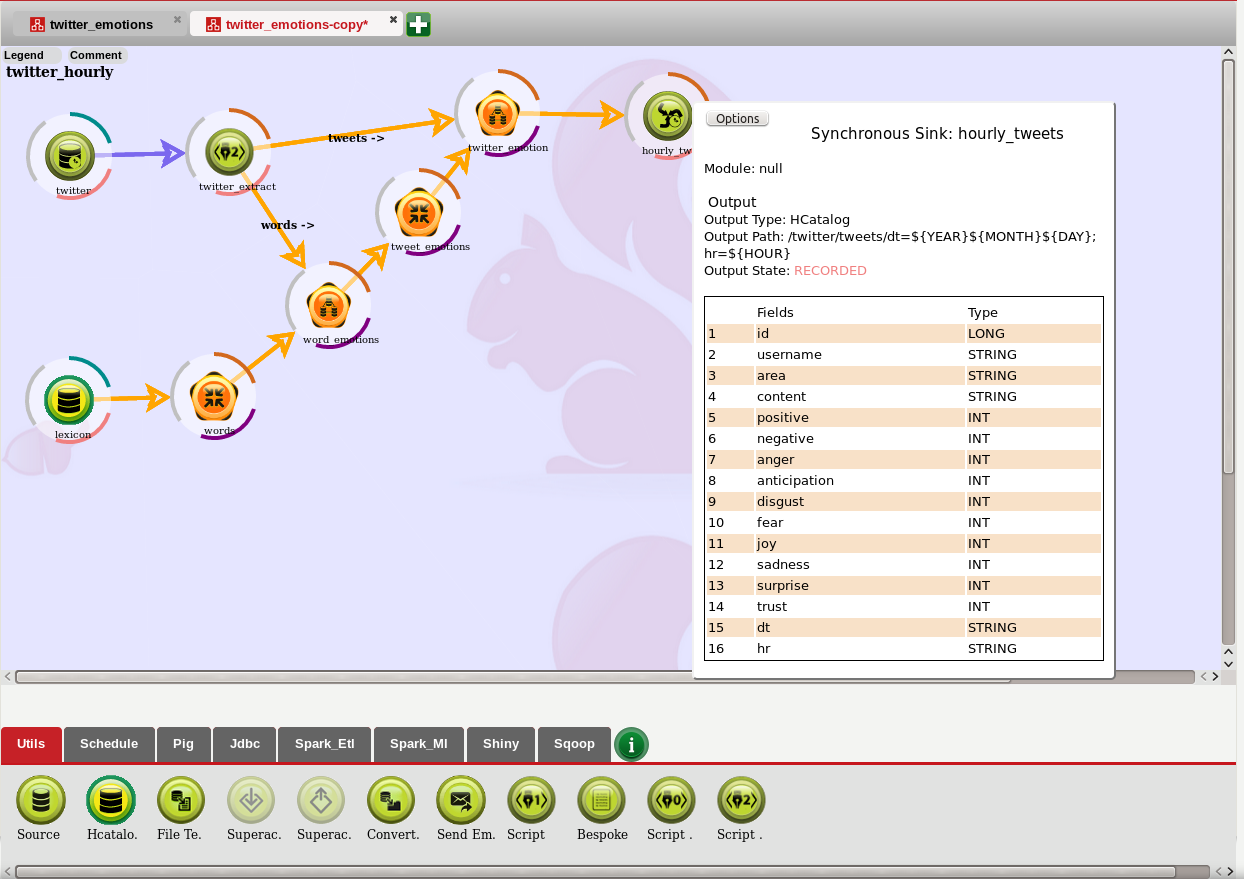 twitter_emotions
twitter_emotions-copy*
Legend Comment
twitter_hourly
twitter
2
twitter_extract
tweets ->
words ->
twitter_emotion
hourly_tw
tweet_emotions
word_emotions
lexicon
words
Options
Synchronous Sink: hourly_tweets
Module: null
Output
Output Type: HCatalog
Output Path: /twitter/tweets/dt=${YEAR}${MONTH}${DAY};
hr=${HOUR}
Output State: RECORDED
Fields Type
1 id LONG
2 username STRING
3 area STRING
4 content STRING
5 positive INT
6 negative INT
7 anger INT
8 anticipation INT
9 disgust INT
10 fear INT
11 joy INT
12 sadness INT
13 surprise INT
14 trust INT
15 dt STRING
16 hr STRING
Utils Schedule Pig Jdbc Spark_Etl Spark_Ml Shiny Sqoop i
1 0 2
Source Hcatalo. File Te. Superac. Superac. Convert. Send Em. Script Bespoke Script . Script .